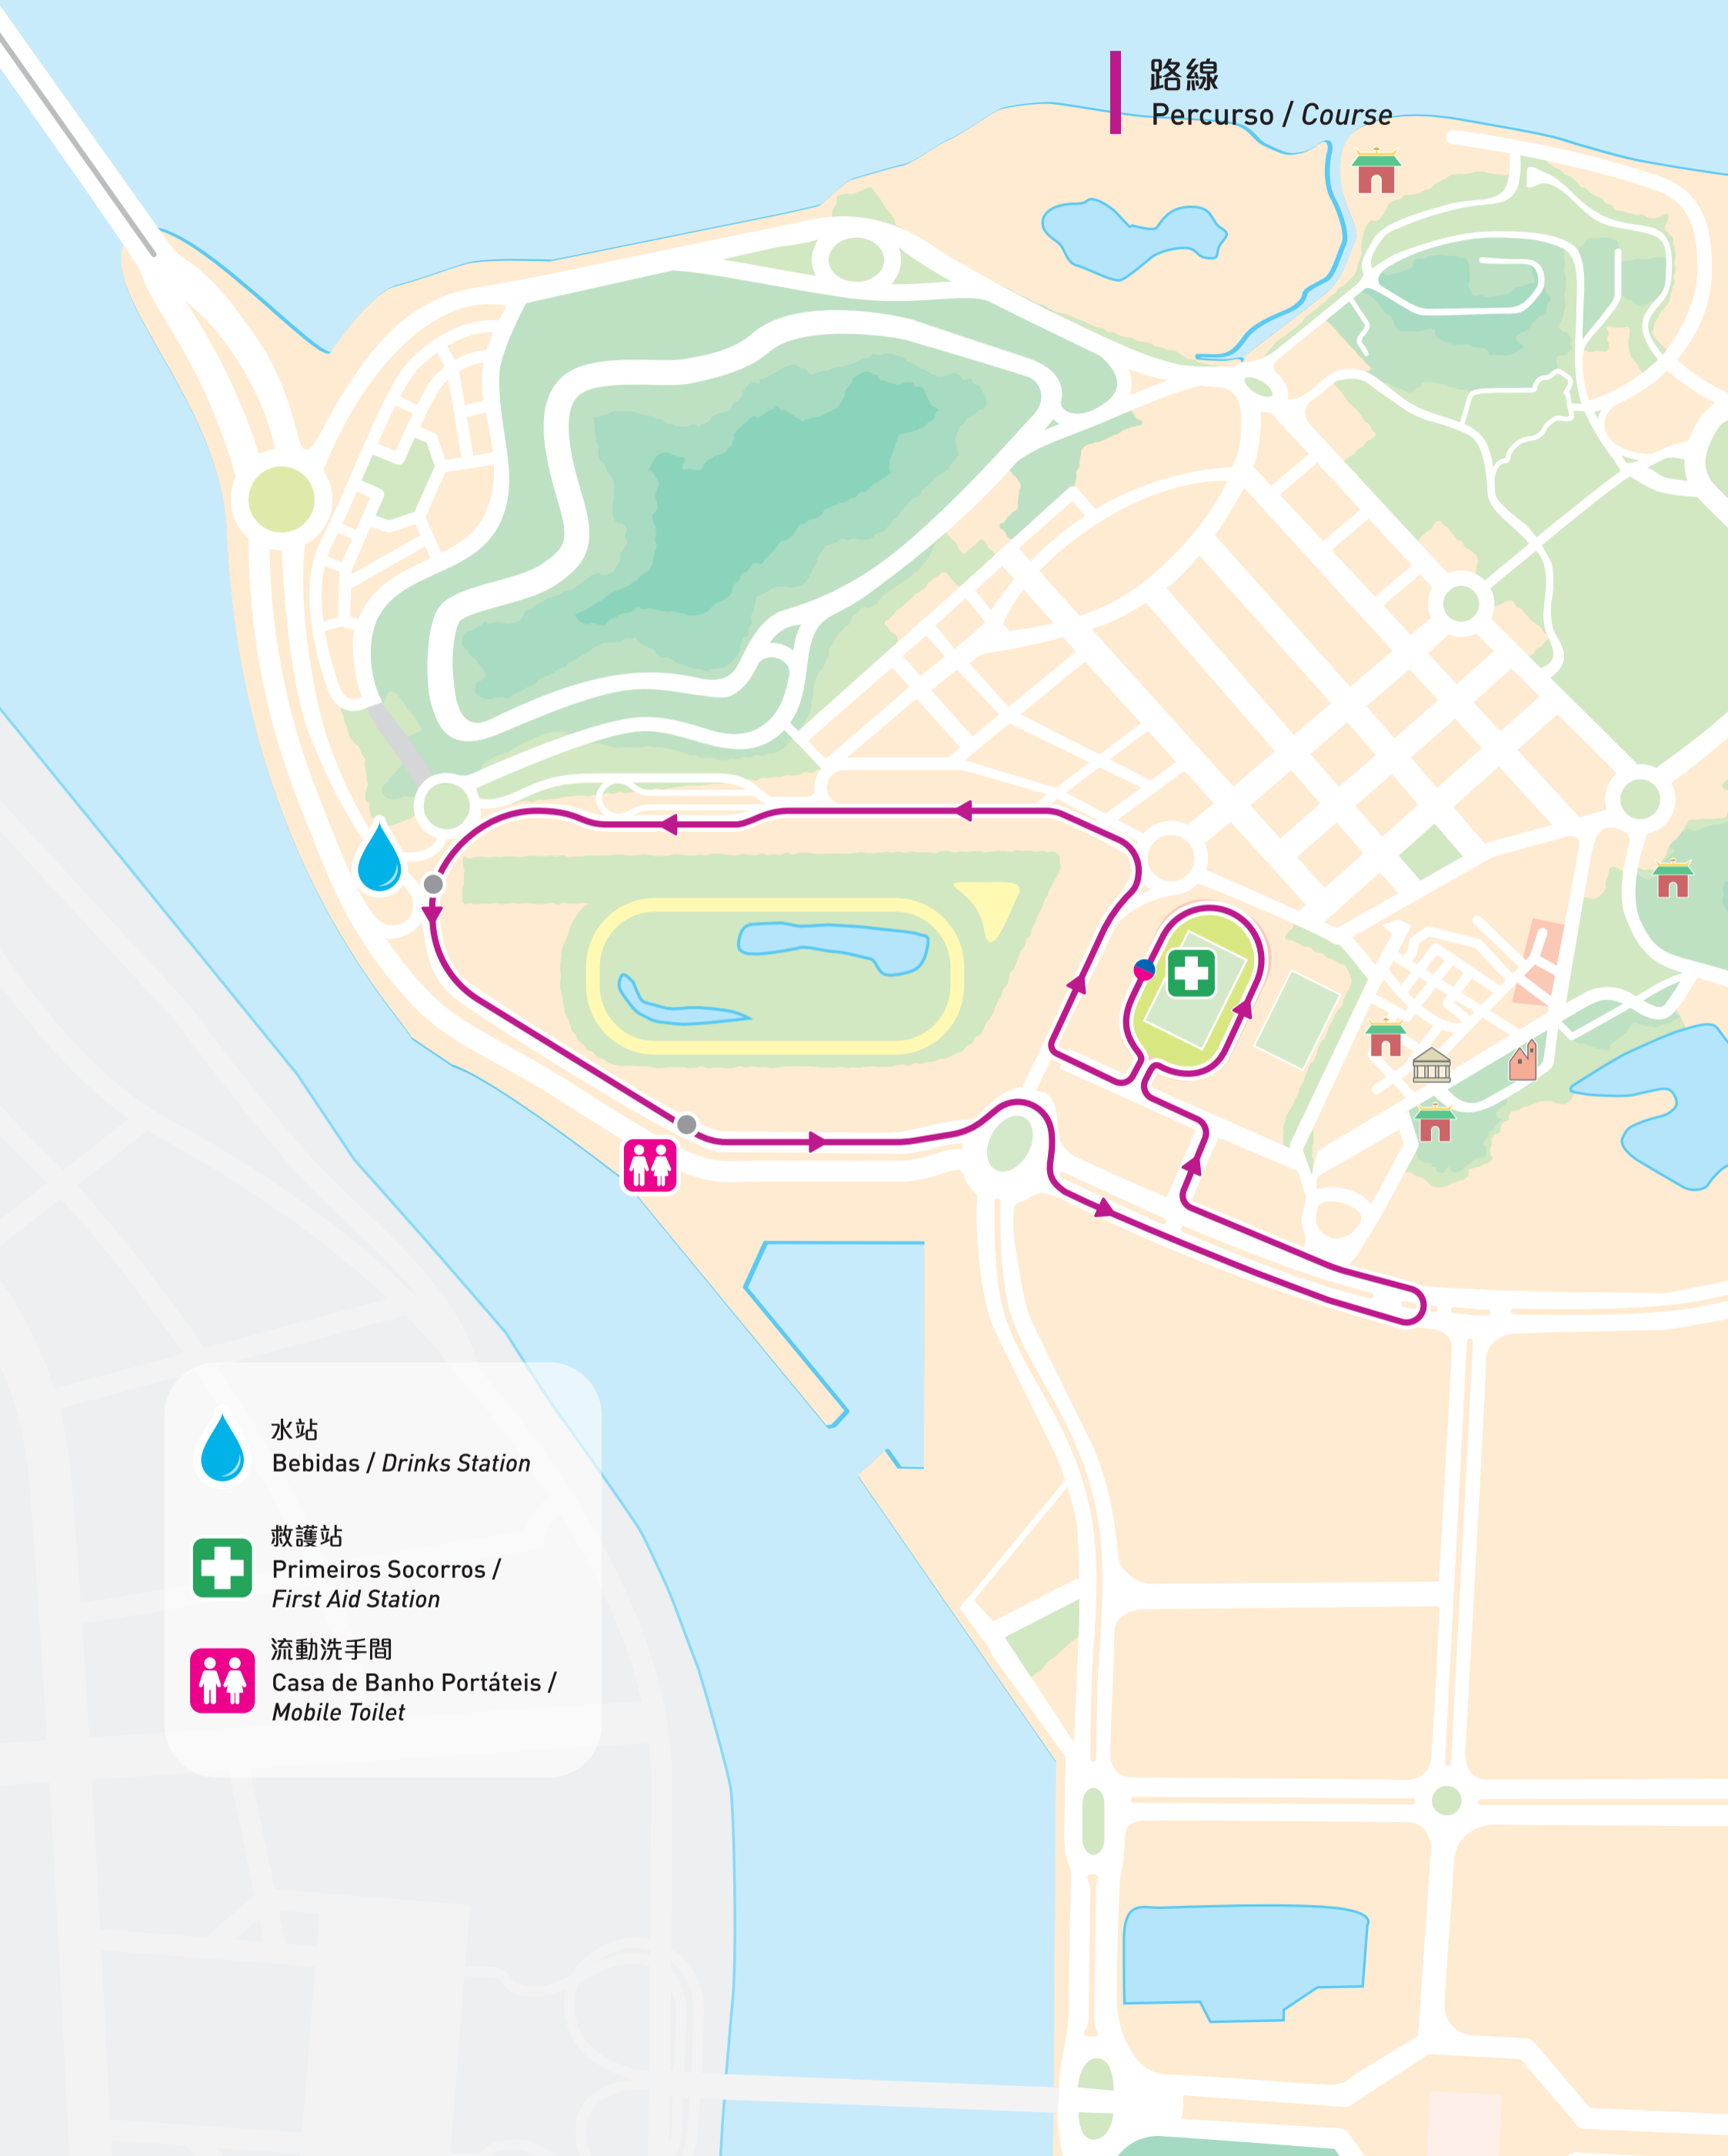 路線
Percurso / Course
水站
Bebidas / Drinks Station
救護站
Primeiros Socorros /
First Aid Station
流動洗手間
Casa de Banho Portáteis /
Mobile Toilet